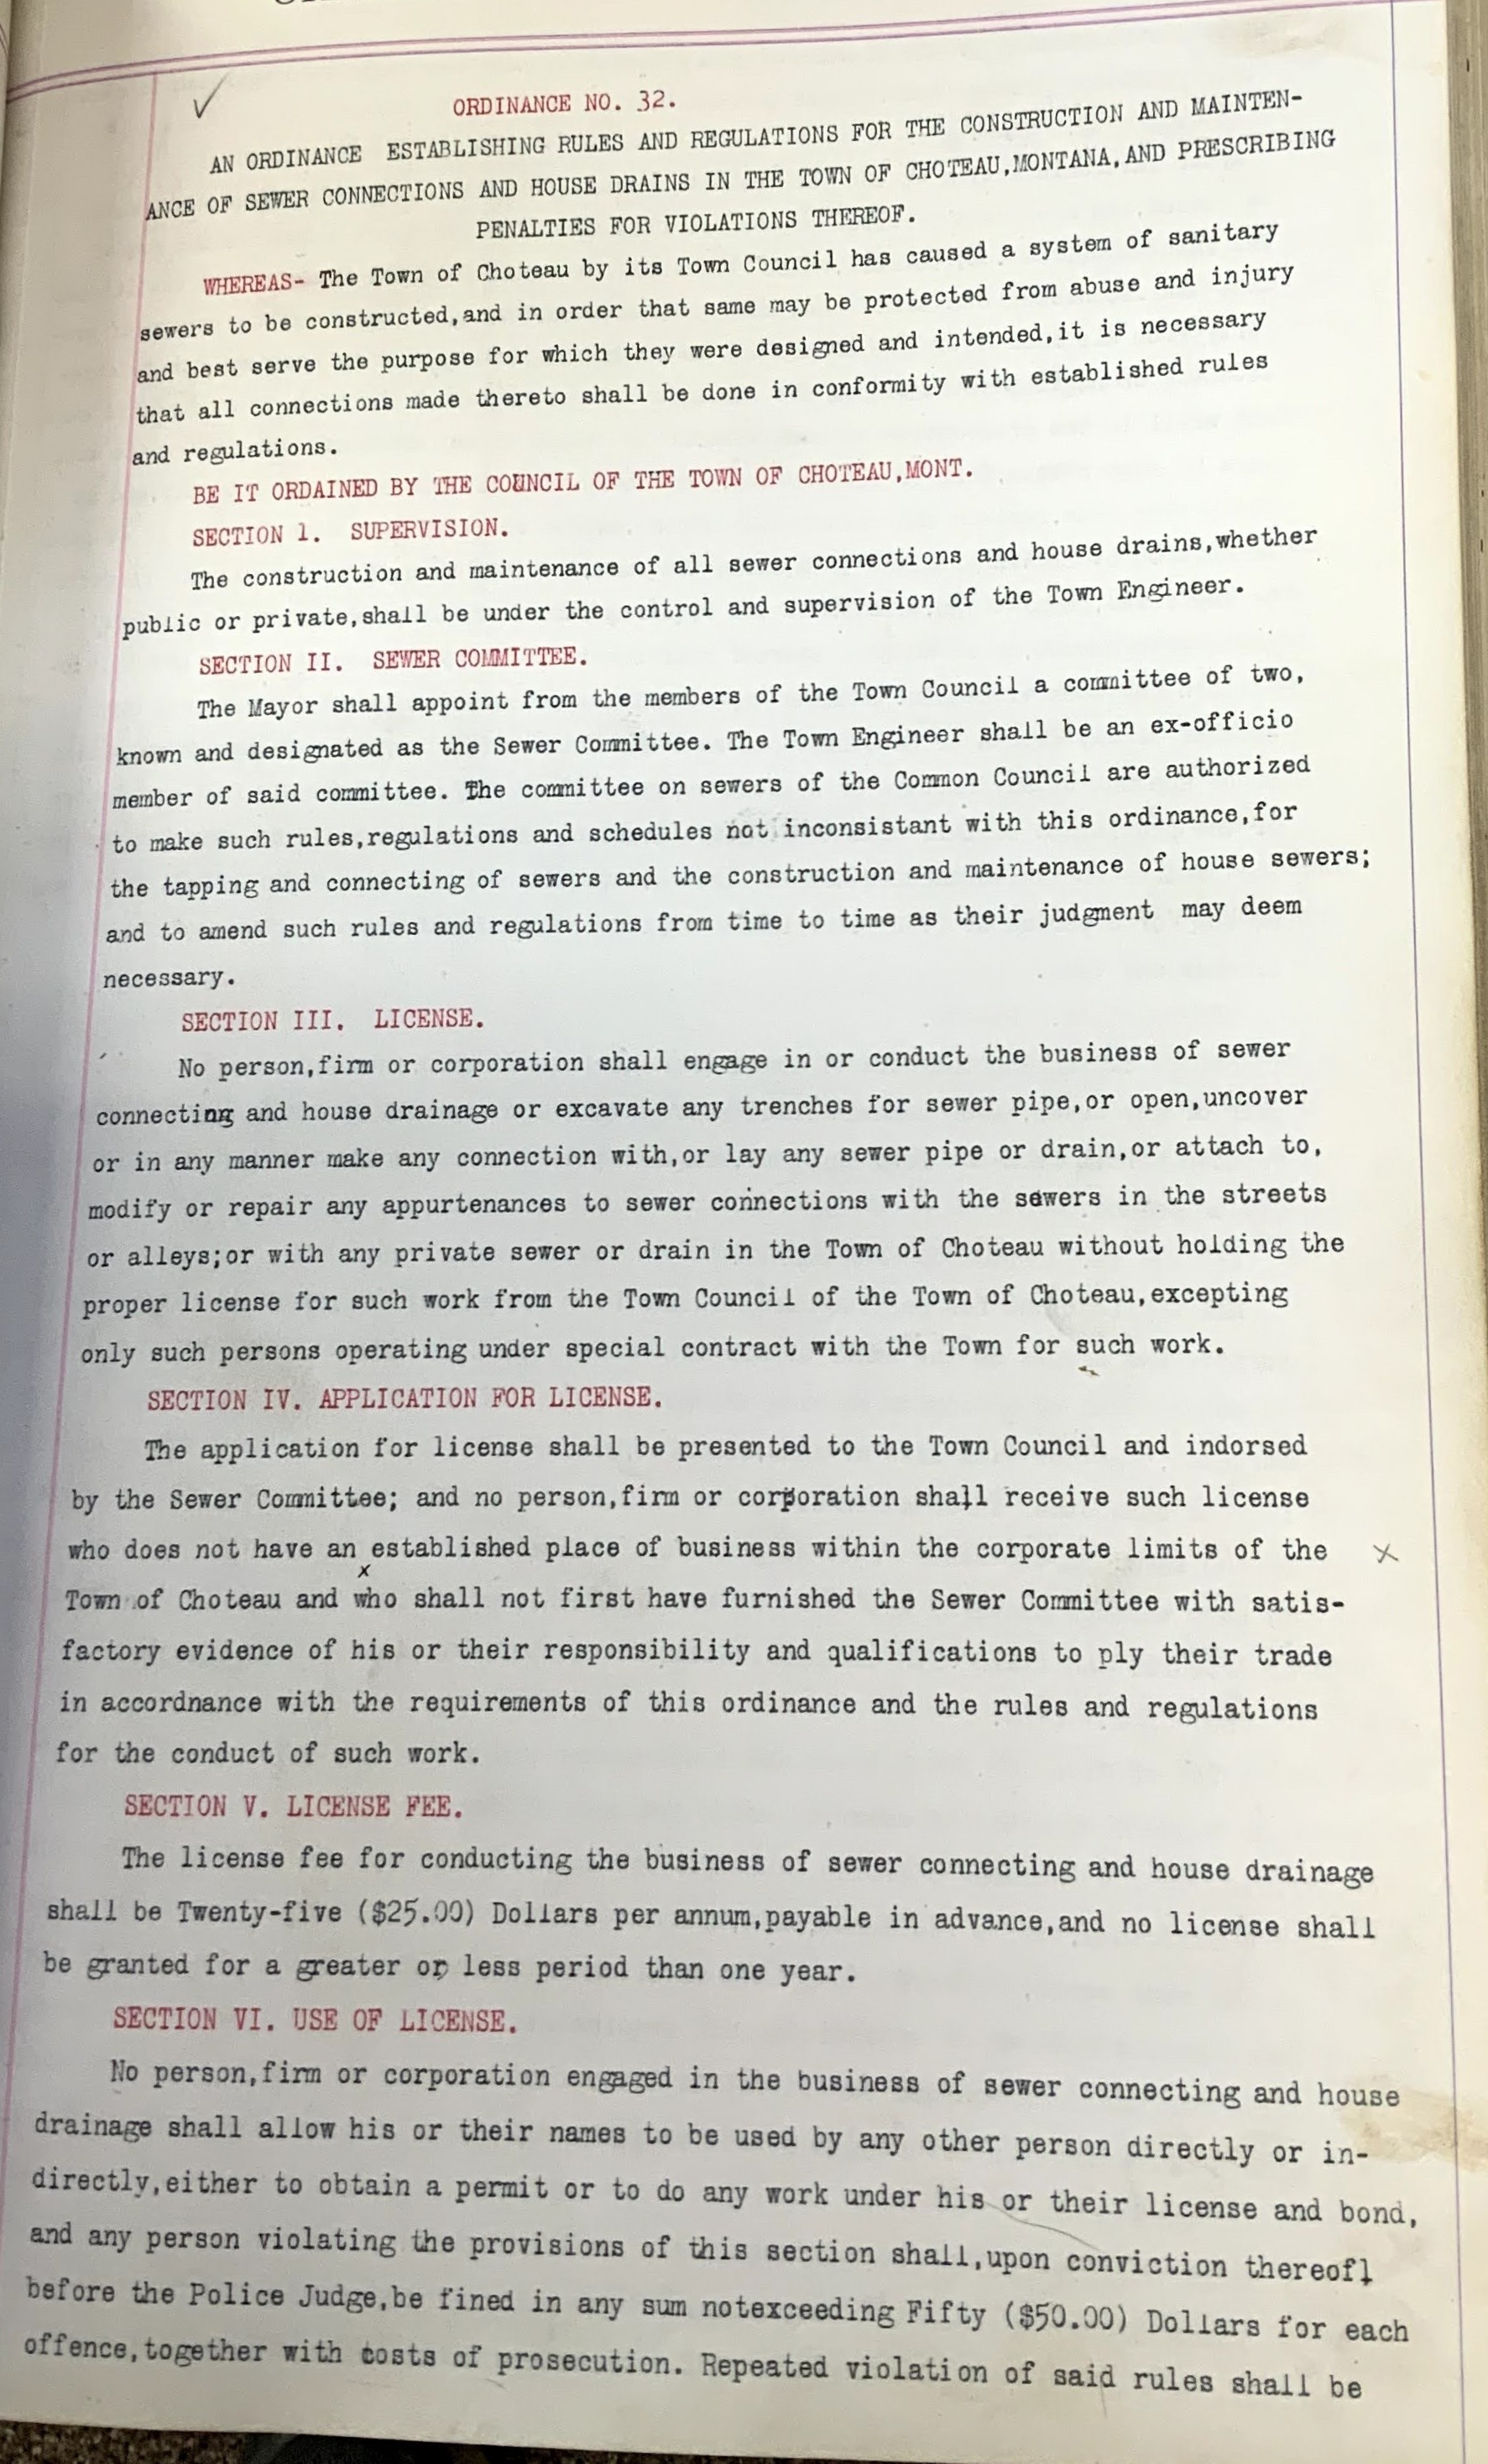 ORDINANCE NO. 32.
AN ORDINANCE ESTABLISHING RULES AND REGULATIONS FOR THE CONSTRUCTION AND MAINTEN-
ANCE OF SEWER CONNECTIONS AND HOUSE DRAINS IN THE TOWN OF CHOTEAU,MONTANA,AND PRESCRIBING
PENALTIES FOR VIOLATIONS THEREOF.
WHEREAS- The Town of Choteau by its Town Council has caused a system of sanitary
sewers to be constructed,and in order that same may be protected from abuse and injury
and best serve the purpose for which they were designed and intended,it is necessary
that all connections made thereto shall be done in conformity with established rules
and regulations.
BE IT ORDAINED BY THE COUNCIL OF THE TOWN OF CHOTEAU,MONT.
SECTION 1. SUPERVISION.
The construction and maintenance of all sewer connections and house drains,whether
public or private,shall be under the control and supervision of the Town Engineer.
SECTION II. SEWER COMMITTEE.
The Mayor shall appoint from the members of the Town Council a committee of two,
known and designated as the Sewer Committee. The Town Engineer shall be an ex-officio
member of said committee. The committee on sewers of the Common Council are authorized
to make such rules,regulations and schedules not inconsistant with this ordinance,for
the tapping and connecting of sewers and the construction and maintenance of house sewers;
and to amend such rules and regulations from time to time as their judgment may deem
necessary.
SECTION III. LICENSE.
No person,firm or corporation shall engage in or conduct the business of sewer
connecting and house drainage or excavate any trenches for sewer pipe,or open,uncover
or in any manner make any connection with,or lay any sewer pipe or drain,or attach to,
modify or repair any appurtenances to sewer connections with the sewers in the streets
or alleys;or with any private sewer or drain in the Town of Choteau without holding the
proper license for such work from the Town Council of the Town of Choteau,excepting
only such persons operating under special contract with the Town for such work.
SECTION IV. APPLICATION FOR LICENSE.
The application for license shall be presented to the Town Council and indorsed
by the Sewer Committee; and no person,firm or corporation shall receive such license
who does not have an established place of business within the corporate limits of the x
x
Town of Choteau and who shall not first have furnished the Sewer Committee with satis-
factory evidence of his or their responsibility and qualifications to ply their trade
in accordnance with the requirements of this ordinance and the rules and regulations
for the conduct of such work.
SECTION V. LICENSE FEE.
The license fee for conducting the business of sewer connecting and house drainage
shall be Twenty-five ($25.00) Dollars per annum,payable in advance,and no license shall
be granted for a greater or less period than one year.
SECTION VI. USE OF LICENSE.
No person,firm or corporation engaged in the business of sewer connecting and house
drainage shall allow his or their names to be used by any other person directly or in-
directly,either to obtain a permit or to do any work under his or their license and bond,
and any person violating the provisions of this section shall,upon conviction thereofl
before the Police Judge,be fined in any sum notexceeding Fifty ($50.00) Dollars for each
offence,together with costs of prosecution. Repeated violation of said rules shall be